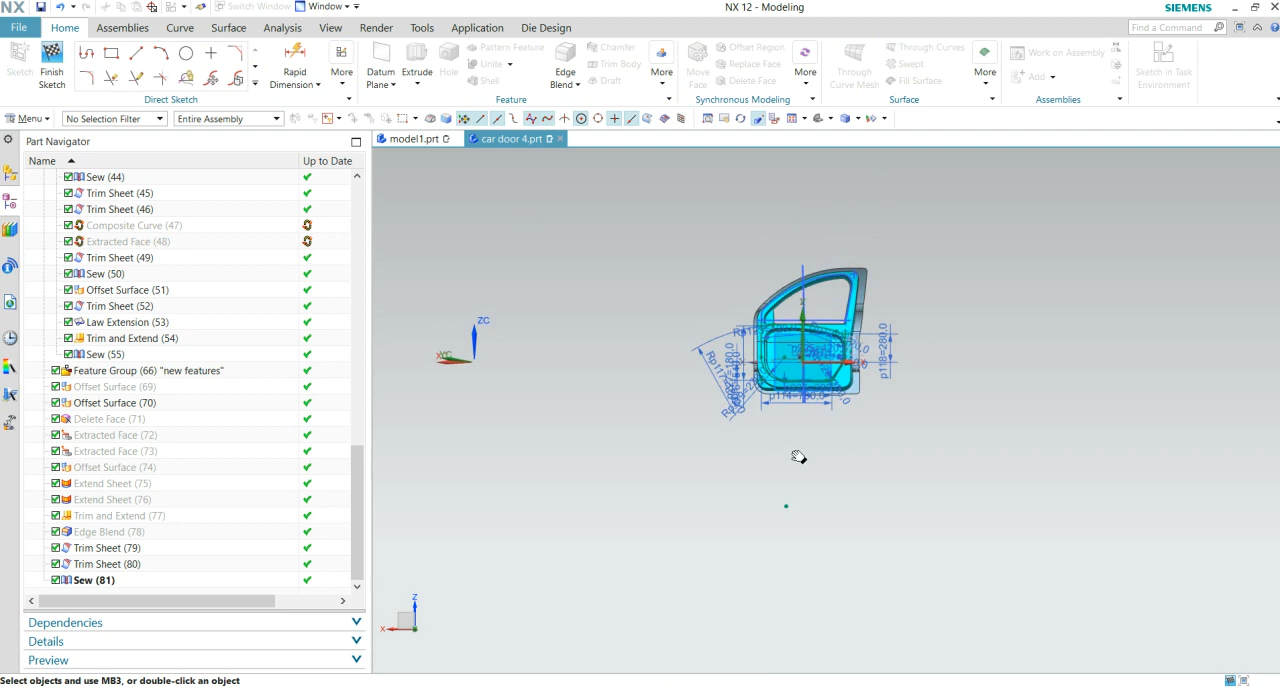 NX
Switch Window
Window
NX 12 - Modeling
SIEMENS
File
Home
Assemblies
Curve
Surface
Analysis
View
Render
Tools
Application
Die Design
Find a Command
Sketch
Finish Sketch
Rapid Dimension
More
Datum Plane
Extrude
Hole
Pattern Feature
Unite
Shell
Edge Blend
Chamfer
Trim Body
Draft
More
Move Face
Offset Region
Replace Face
Delete Face
More
Through Curve Mesh
Through Curves
Swept
Fill Surface
More
Work on Assembly
Add
Sketch in Task Environment
Direct Sketch
Feature
Synchronous Modeling
Surface
Assemblies
Menu
No Selection Filter
Entire Assembly
Part Navigator
model1.prt
car door 4.prt
Name
Up to Date
Sew (44)
Trim Sheet (45)
Trim Sheet (46)
Composite Curve (47)
Extracted Face (48)
Trim Sheet (49)
Sew (50)
Offset Surface (51)
Trim Sheet (52)
Law Extension (53)
Trim and Extend (54)
Sew (55)
Feature Group (66) "new features"
Offset Surface (69)
Offset Surface (70)
Delete Face (71)
Extracted Face (72)
Extracted Face (73)
Offset Surface (74)
Extend Sheet (75)
Extend Sheet (76)
Trim and Extend (77)
Edge Blend (78)
Trim Sheet (79)
Trim Sheet (80)
Sew (81)
Dependencies
Details
Preview
ZC
p118=280.0
Z
X
Select objects and use MB3, or double-click an object